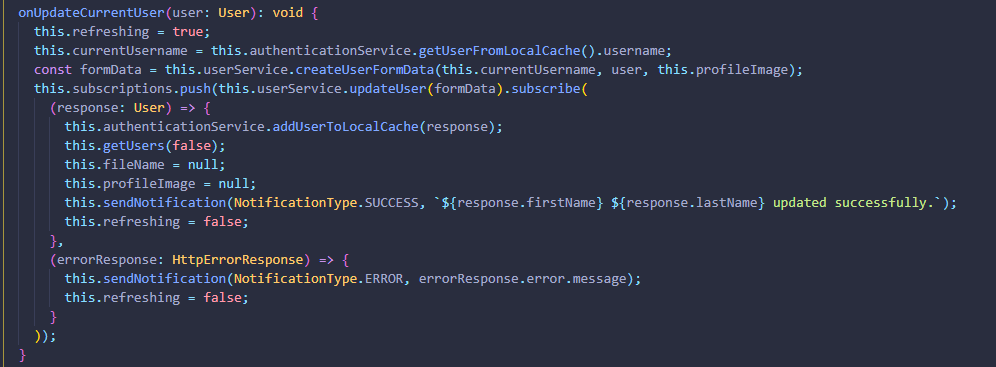 onUpdateCurrentUser(user: User): void {
this.refreshing = true;
this.currentUsername = this.authenticationService.getUserFromLocalCache().username;
const formData = this.userService.createUserFormData(this.currentUsername, user, this.profileImage);
this.subscriptions.push(this.userService.updateUser(formData).subscribe(
(response: User) => {
this.authenticationService.addUserToLocalCache(response);
this.getUsers(false);
this.fileName = null;
this.profileImage = null;
this.sendNotification(NotificationType.SUCCESS, `${response.firstName} ${response.lastName} updated successfully.`);
this.refreshing = false;
},
(errorResponse: HttpErrorResponse) => {
this.sendNotification(NotificationType.ERROR, errorResponse.error.message);
this.refreshing = false;
}
));
}